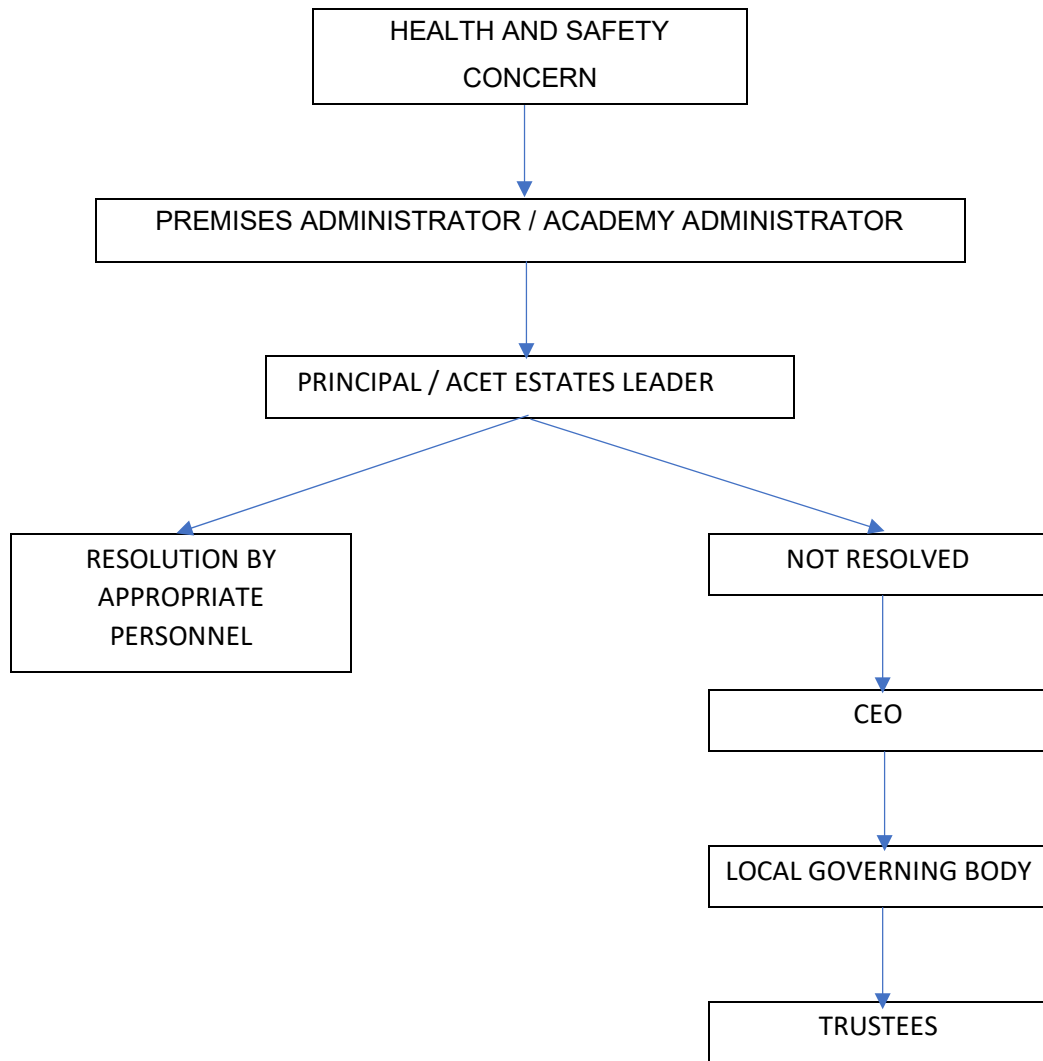 HEALTH AND SAFETY
CONCERN
PREMISES ADMINISTRATOR / ACADEMY ADMINISTRATOR
PRINCIPAL / ACET ESTATES LEADER
RESOLUTION BY
APPROPRIATE
PERSONNEL
NOT RESOLVED
CEO
LOCAL GOVERNING BODY
TRUSTEES